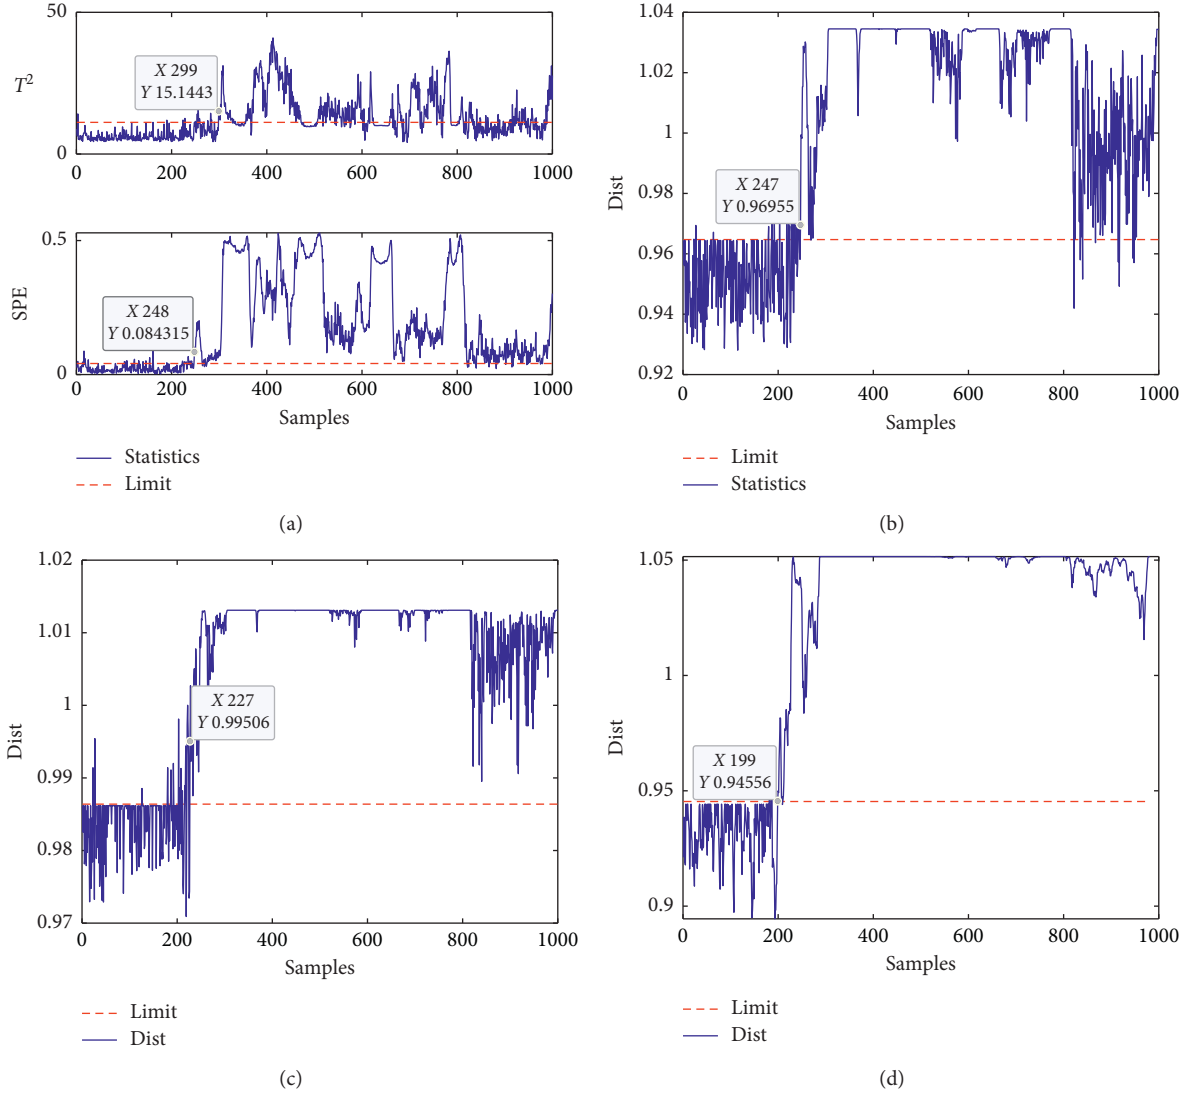 50
T²
0
X 299
Y 15.1443
0 200 400 600 800 1000
0.5
SPE
0
X 248
Y 0.084315
0 200 400 600 800 1000
Samples
Statistics
Limit
(a)
1.04
1.02
1
0.98
0.96
0.94
0.92
Dist
X 247
Y 0.96955
0 200 400 600 800 1000
Samples
Limit
Statistics
(b)
1.02
1.01
1
0.99
0.98
0.97
Dist
X 227
Y 0.99506
0 200 400 600 800 1000
Samples
Limit
Dist
(c)
1.05
1
0.95
0.9
Dist
X 199
Y 0.94556
0 200 400 600 800 1000
Samples
Limit
Dist
(d)